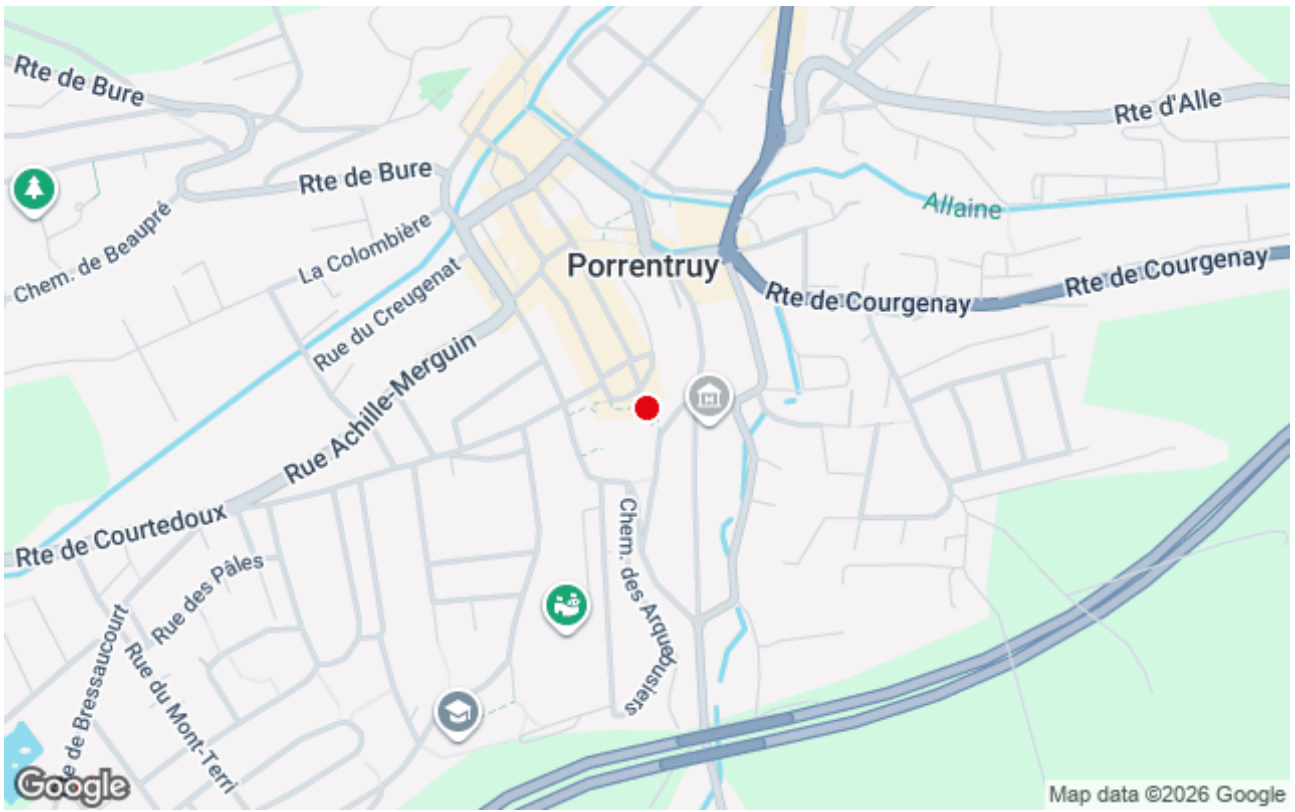 Rte de Bure
Rte d'Alle
Rte de Bure
Allaine
Chem. de Beaupré
La Colombière
Porrentruy
Rte de Courgenay
Rte de Courgenay
Rue du Creugenat
Rue Achille-Merguin
Rte de Courtedoux
Chem. des Arquebusiers
Rue des Pâles
de Bressaucourt
Rue du Mont-Terri
Google
Map data ©2026 Google